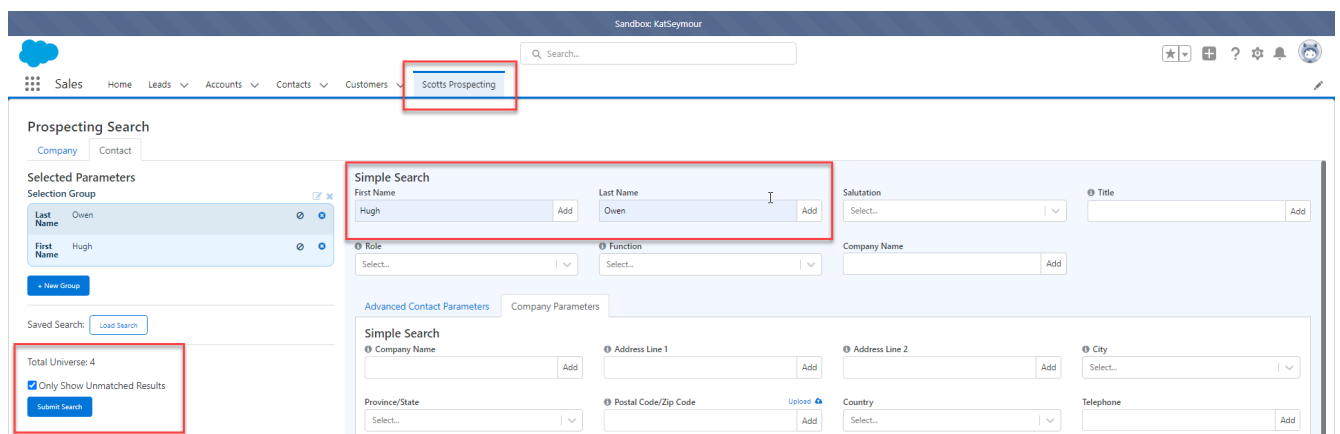 Sandbox: KatSeymour
Search...
Sales Home Leads Accounts Contacts Customers Scotts Prospecting
Prospecting Search
Company Contact
Selected Parameters
Selection Group
Last Name Owen
First Name Hugh
+ New Group
Saved Search: Load Search
Total Universe: 4
Only Show Unmatched Results
Submit Search
Simple Search
First Name Last Name Salutation Title
Hugh Add Owen Add Select... Add
Role Function Company Name
Select... Select... Add
Advanced Contact Parameters Company Parameters
Simple Search
Company Name Address Line 1 Address Line 2 City
Add Add Add Select...
Province/State Postal Code/Zip Code Upload Country Telephone
Select... Add Select... Add